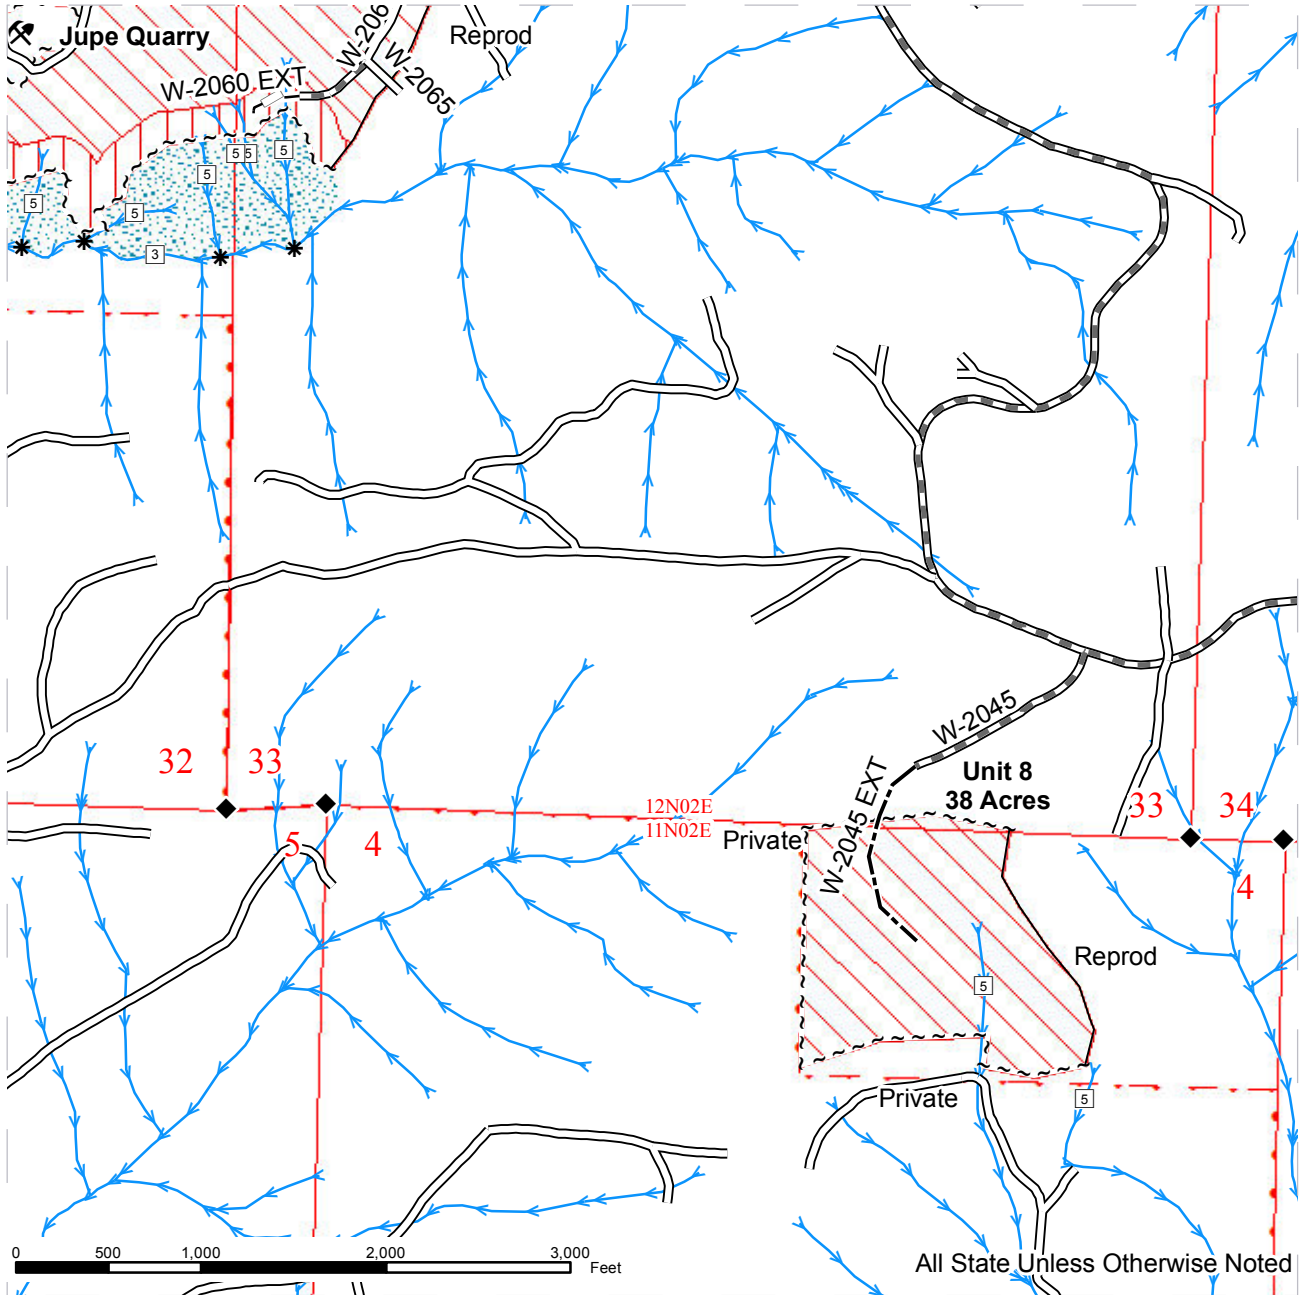 Jupe Quarry
Reprod
W-206
W-2065
W-2060 EXT
5
5
5
5
5
5
3
W-2045
W-2045 EXT
Unit 8
38 Acres
32
33
12N02E
11N02E
33
34
Private
5
4
4
Reprod
5
Private
5
0 500 1,000 2,000 3,000
Feet
All State Unless Otherwise Noted